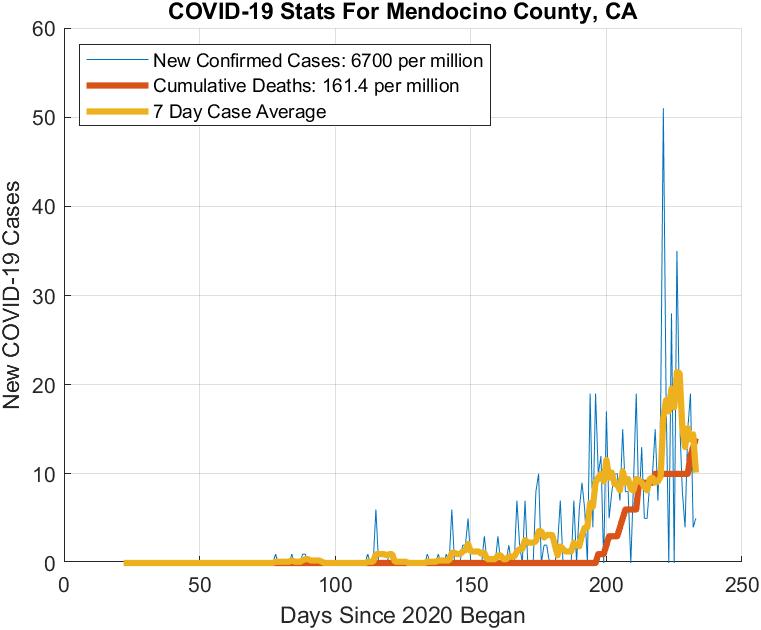 COVID-19 Stats For Mendocino County, CA
60
50
40
30
20
10
0
New COVID-19 Cases
New Confirmed Cases: 6700 per million
Cumulative Deaths: 161.4 per million
7 Day Case Average
0
50
100
150
200
250
Days Since 2020 Began